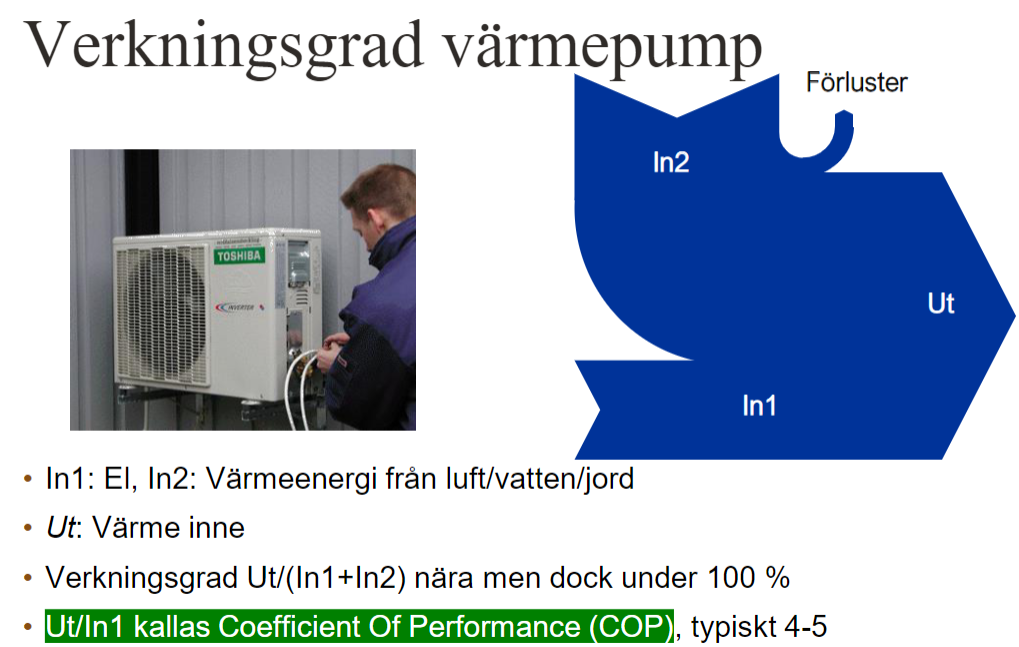 Verkningsgrad värmepump
Förluster
In2
TOSHIBA
INVERTER
Ut
In1
• In1: El, In2: Värmeenergi från luft/vatten/jord
• Ut: Värme inne
• Verkningsgrad Ut/(In1+In2) nära men dock under 100 %
• Ut/In1 kallas Coefficient Of Performance (COP), typiskt 4-5